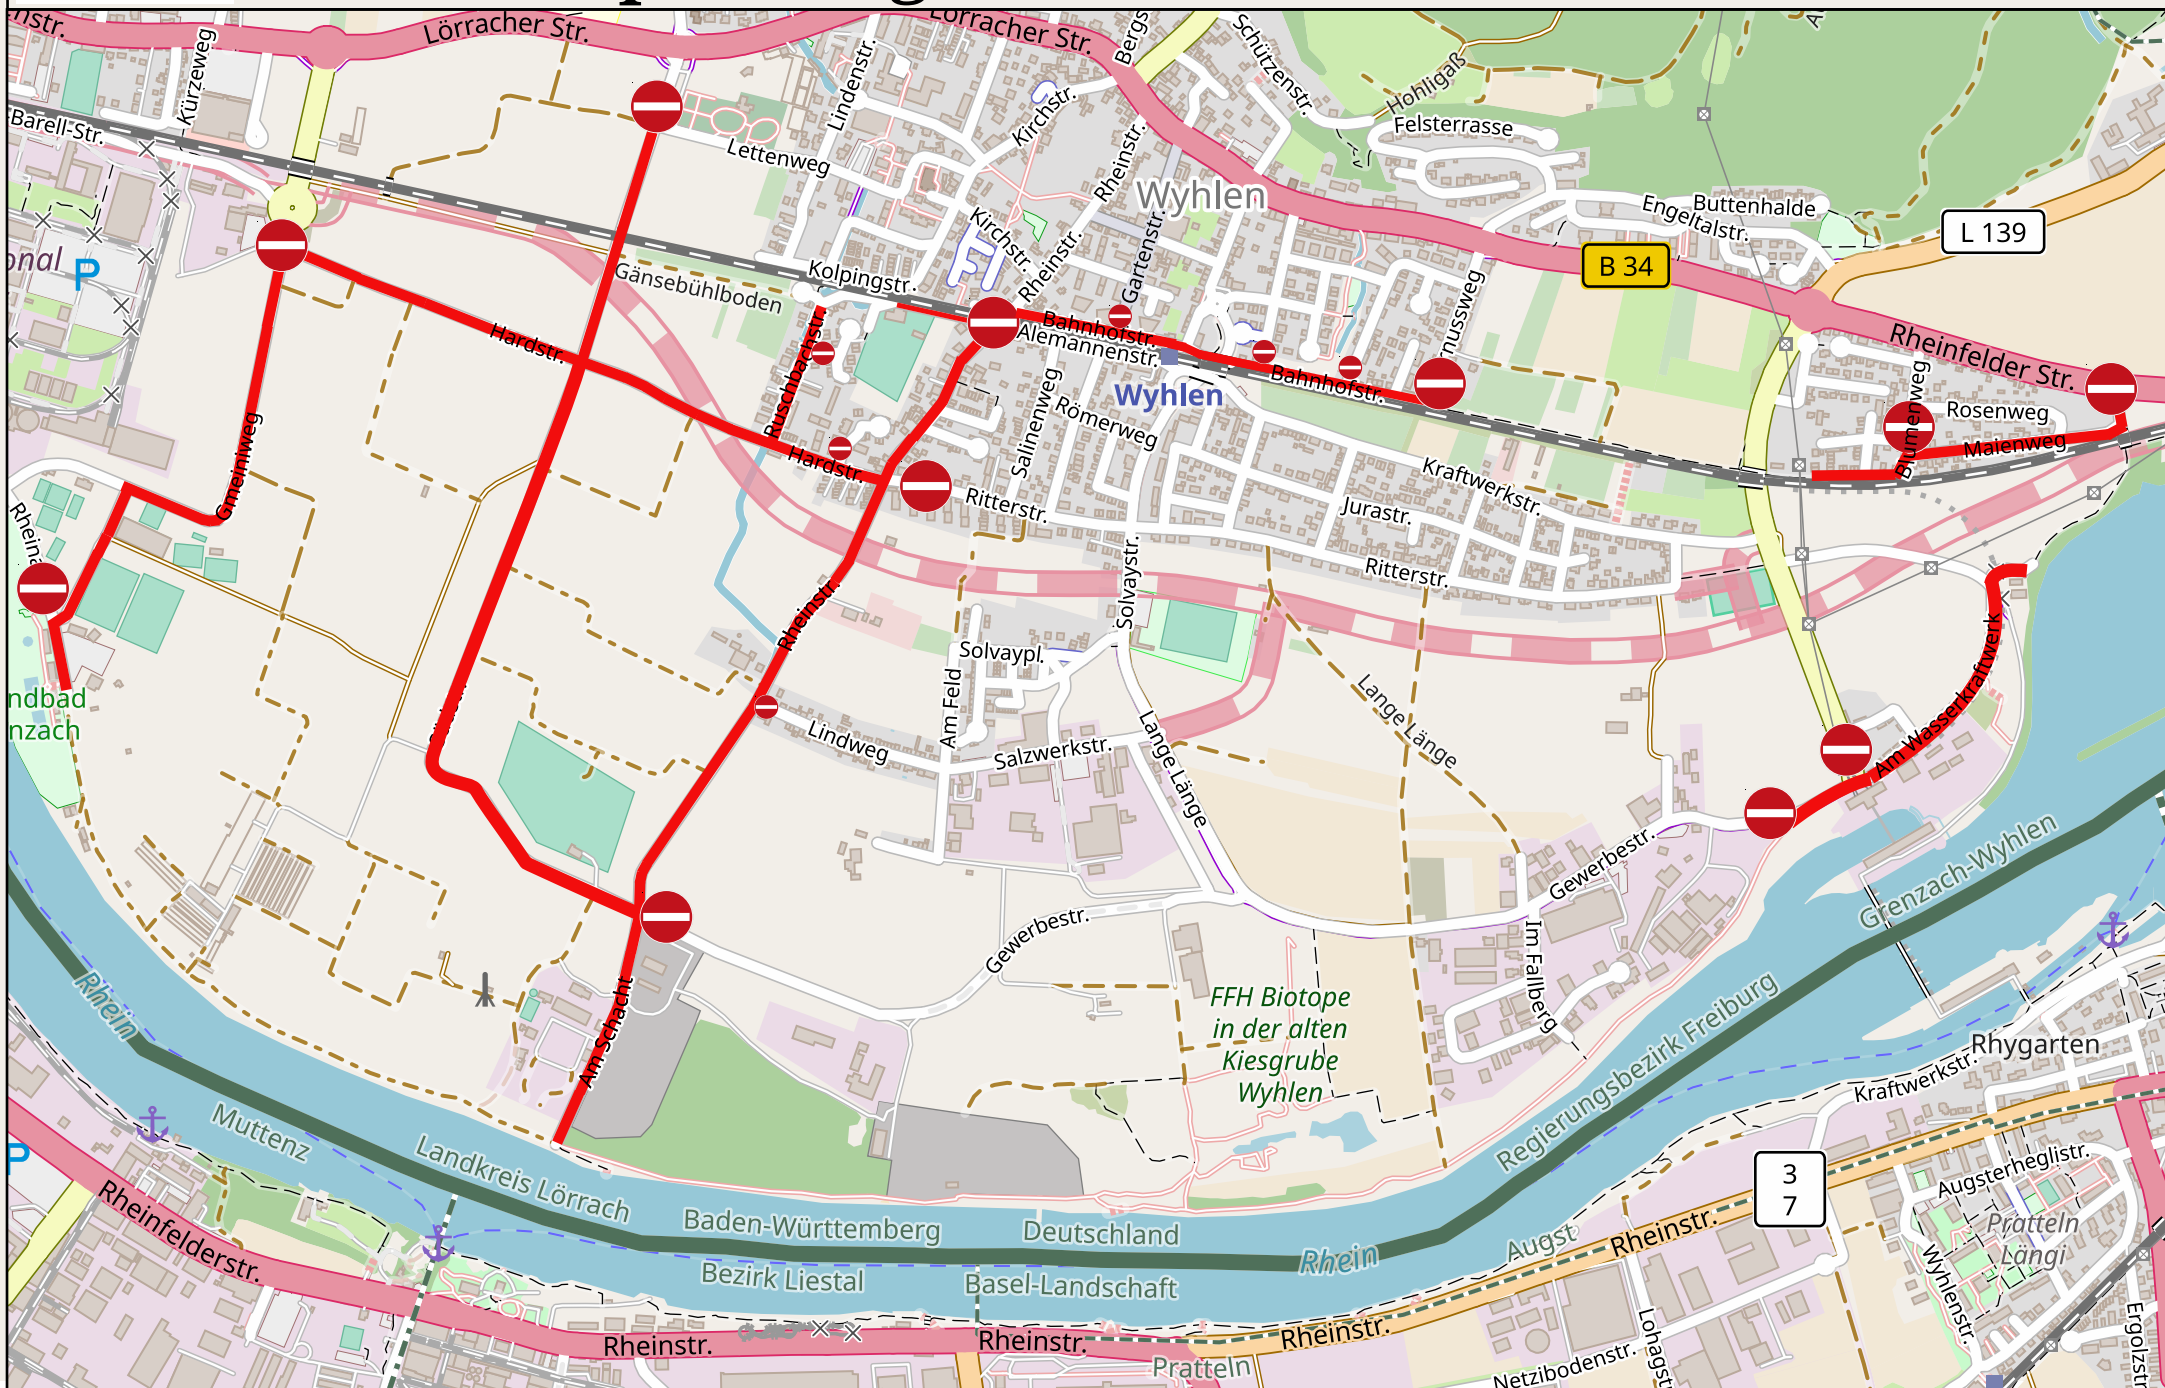 Lörracher Str.
Lörracher Str.
Kürzeweg
Barell-Str.
Lindenstr.
Lettenweg
Kirchstr.
Rheinstr.
Schützenstr.
Hohligaß
Felsterrasse
Wyhlen
Buttenhalde
Engeltalstr.
L 139
B 34
P
Kirchstr.
Rheinstr.
Gartenstr.
Kolpingstr.
Gänsebühlboden
Hardstr.
Bahnhofstr.
Alemannenstr.
Wyhlen
Bahnhofstr.
Rheinfelder Str.
Rosenweg
Blumenweg
Maienweg
Ruschbachstr.
Römerweg
Salinenweg
Gmeiniweg
Hardstr.
Ritterstr.
Kraftwerkstr.
Jurastr.
Ritterstr.
Solvaystr.
Rheinstr.
Solvaypl.
Am Feld
Lindweg
Salzwerkstr.
Lange Länge
Lange Länge
Am Wasserkraftwerk
Gewerbestr.
Gewerbestr.
Im Fallberg
Am Schacht
FFH Biotope
in der alten
Kiesgrube
Wyhlen
Grenzach-Wyhlen
Regierungsbezirk Freiburg
Rhygarten
Kraftwerkstr.
Rhein
Muttenz
Landkreis Lörrach
Baden-Württemberg
Deutschland
Rhein
Bezirk Liestal
Basel-Landschaft
Augst
P
3
7
Augsterheglistr.
Pratteln
Längi
Wyhlenstr.
Rheinfelderstr.
Rheinstr.
Rheinstr.
Rheinstr.
Rheinstr.
Pratteln
Netzibodenstr.